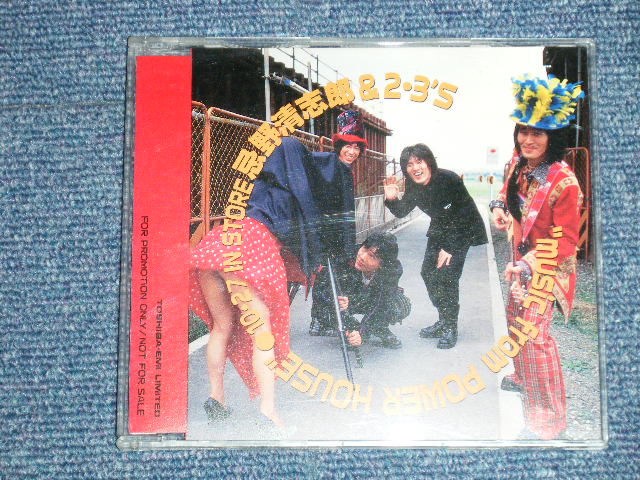 忌野清志郎 & 2・3'S
"MUSIC from POWER HOUSE"
●10・27 IN STORE
TOSHIBA-EMI LIMITED
FOR PROMOTION ONLY/NOT FOR SALE